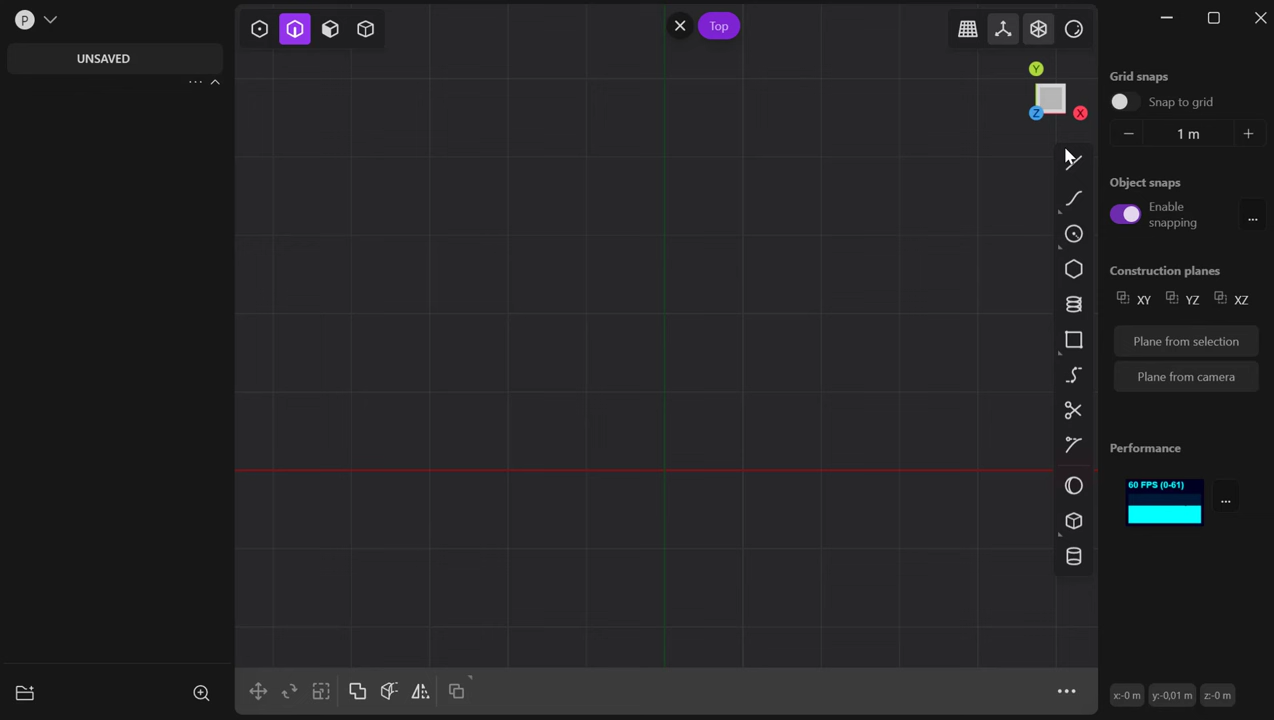 P
UNSAVED
Top
Y
Z
X
Grid snaps
Snap to grid
1 m
Object snaps
Enable
snapping
...
Construction planes
XY
YZ
XZ
Plane from selection
Plane from camera
Performance
60 FPS (0-61)
...
x:-0 m
y:-0,01 m
z:-0 m